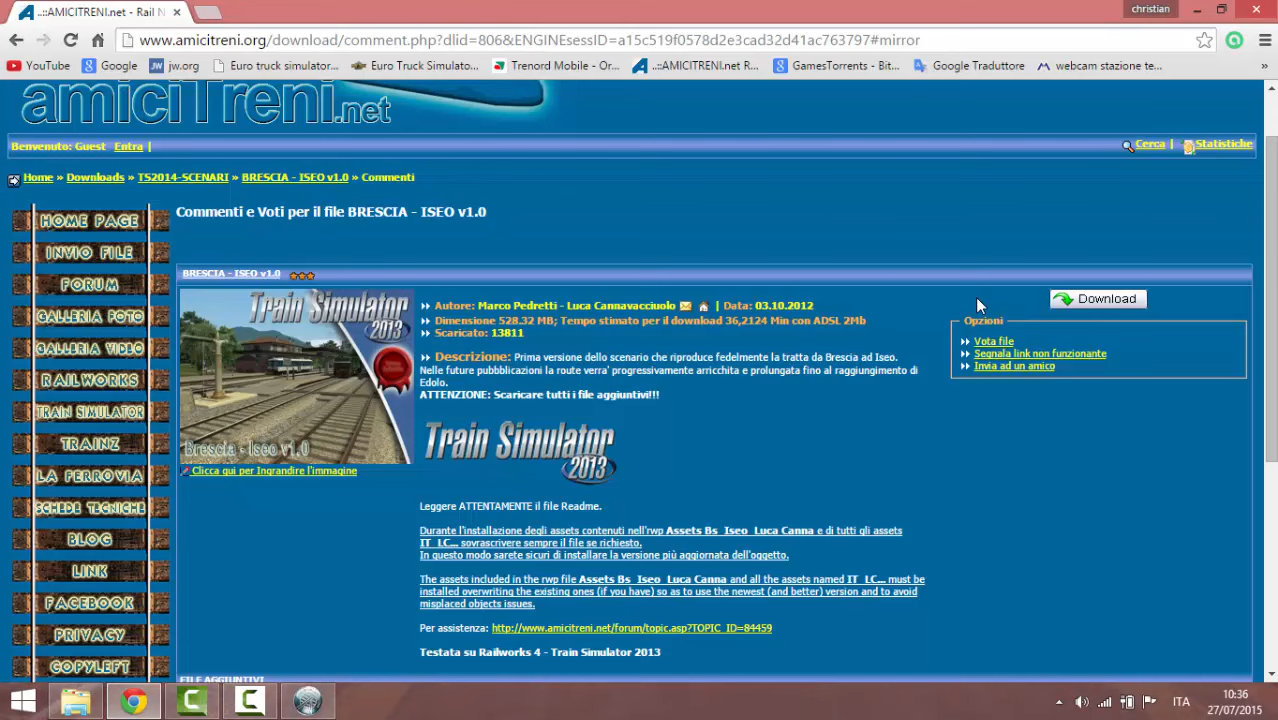 ..::AMICITRENI.net - Rail N
christian
www.amicitreni.org/download/comment.php?dlid=806&ENGINEsessID=a15c519f0578d2e3cad32d41ac763797#mirror
YouTube
Google
jw.org
Euro truck simulator...
Euro Truck Simulato...
Trenord Mobile - Or...
..::AMICITRENI.net R...
GamesTorrents - Bit...
Google Traduttore
webcam stazione te...
»
amiciTreni.net
Benvenuto: Guest Entra |
Cerca | Statistiche
Home » Downloads » TS2014-SCENARI » BRESCIA - ISEO v1.0 » Commenti
HOME PAGE
INVIO FILE
FORUM
GALLERIA FOTO
GALLERIA VIDEO
RAILWORKS
TRAIN SIMULATOR
TRAINZ
LA FERROVIA
SCHEDE TECNICHE
BLOG
LINK
FACEBOOK
PRIVACY
COPYLEFT
Commenti e Voti per il file BRESCIA - ISEO v1.0
BRESCIA - ISEO v1.0
Train Simulator
2013
Brescia - Iseo v1.0
Clicca qui per Ingrandire l'immagine
Autore: Marco Pedretti - Luca Cannavacciuolo | Data: 03.10.2012
Dimensione 528.32 MB; Tempo stimato per il download 36,2124 Min con ADSL 2Mb
Scaricato: 13811
Descrizione: Prima versione dello scenario che riproduce fedelmente la tratta da Brescia ad Iseo.
Nelle future pubbblicazioni la route verra' progressivamente arricchita e prolungata fino al raggiungimento di
Edolo.
ATTENZIONE: Scaricare tutti i file aggiuntivi!!!
Train Simulator
2013
Leggere ATTENTAMENTE il file Readme.
Durante l'installazione degli assets contenuti nell'rwp Assets_Bs_Iseo_Luca Canna e di tutti gli assets
IT_LC... sovrascrivere sempre il file se richiesto.
In questo modo sarete sicuri di installare la versione più aggiornata dell'oggetto.
The assets included in the rwp file Assets_Bs_Iseo_Luca Canna and all the assets named IT_LC... must be
installed overwriting the existing ones (if you have) so as to use the newest (and better) version and to avoid
misplaced objects issues.
Per assistenza: http://www.amicitreni.net/forum/topic.asp?TOPIC_ID=84459
Testata su Railworks 4 - Train Simulator 2013
FILE AGGIUNTIVI
Download
Opzioni
Vota file
Segnala link non funzionante
Invia ad un amico
ITA
10:36
27/07/2015